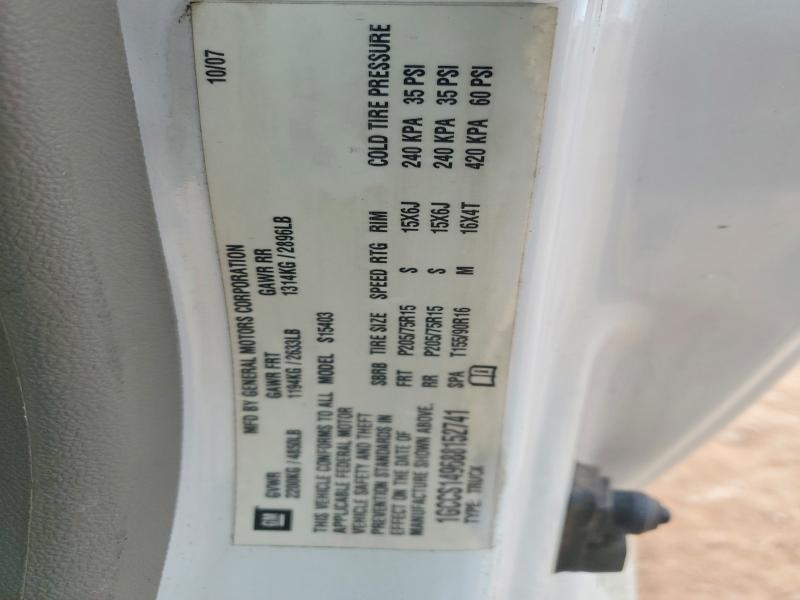 10/07
MFD BY GENERAL MOTORS CORPORATION
GM GVWR GAWR FRT GAWR RR
2200KG / 4850LB 1194KG / 2633LB 1314KG / 2896LB
THIS VEHICLE CONFORMS TO ALL MODEL S15403
APPLICABLE FEDERAL MOTOR
VEHICLE SAFETY AND THEFT
PREVENTION STANDARDS IN
EFFECT ON THE DATE OF
MANUFACTURE SHOWN ABOVE.
1GCCS149688152741
TYPE: TRUCK
SBRB TIRE SIZE SPEED RTG RIM COLD TIRE PRESSURE
FRT P205/75R15 S 15X6J 240 KPA 35 PSI
RR P205/75R15 S 15X6J 240 KPA 35 PSI
SPA T155/90R16 M 16X4T 420 KPA 60 PSI